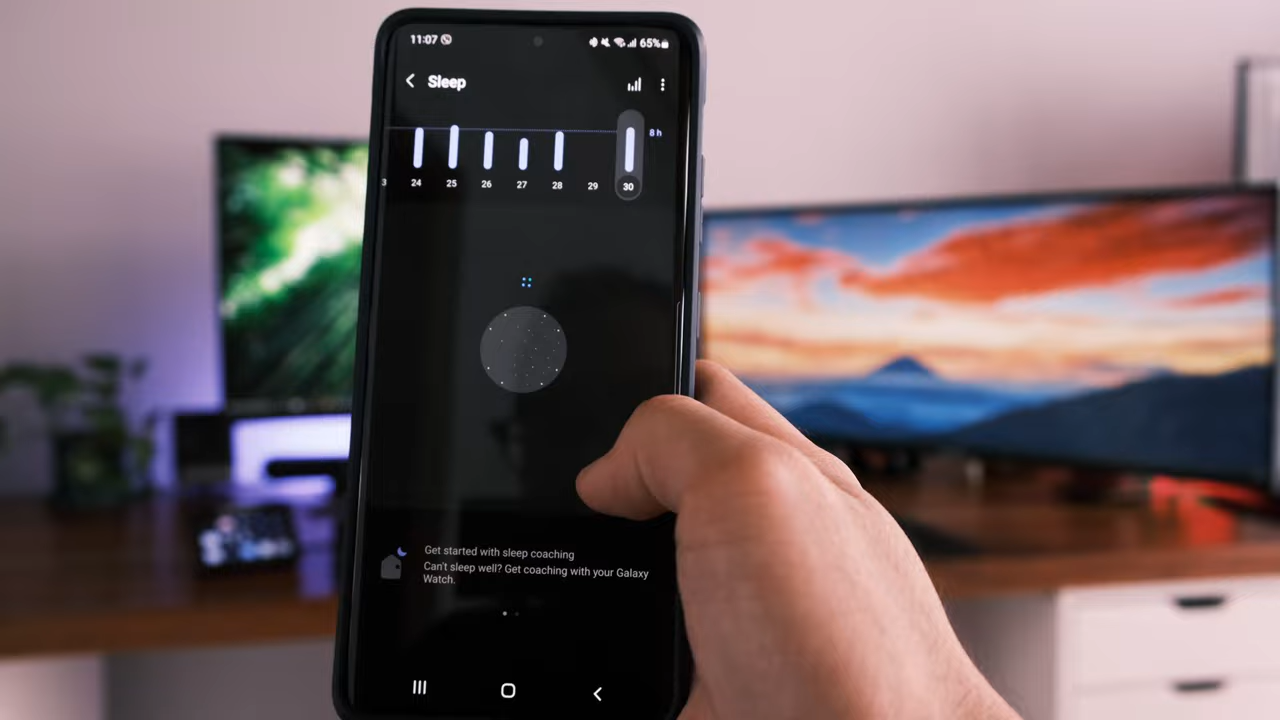 11:07 65%
Sleep
8 h
3 24 25 26 27 28 29 30
Get started with sleep coaching
Can't sleep well? Get coaching with your Galaxy
Watch.